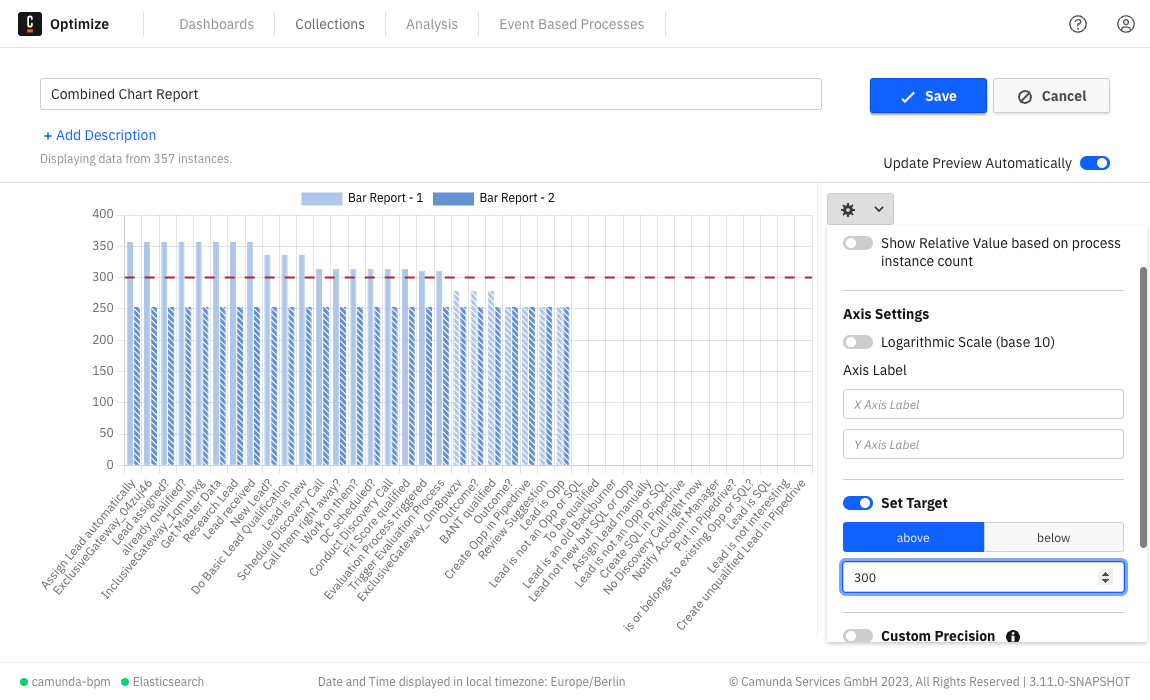 C Optimize Dashboards Collections Analysis Event Based Processes
Combined Chart Report
Save Cancel
+ Add Description
Displaying data from 357 instances.
Update Preview Automatically
Bar Report - 1 Bar Report - 2
400
350
300
250
200
150
100
50
0
Assign Lead automatically
ExclusiveGateway_04zuj46
Lead assigned?
already qualified?
InclusiveGateway_1qmuhxg
Get Master Data
Research Lead
Lead received
New Lead?
Do Basic Lead Qualification
Lead is new
Schedule Discovery Call
Call them right away?
Work on them?
DC scheduled?
Conduct Discovery Call
Fit Score qualified
Evaluation Process triggered
Trigger Evaluation Process
ExclusiveGateway_0m8pwzv
Outcome?
BANT qualified
Outcome?
Create Opp in Pipedrive
Review Suggestion
Lead is Opp
Lead is not an Opp or SQL
To be qualified
Lead is an old Backburner
Lead not new but SQL or Opp
Assign Lead manually
Lead is not an Opp or SQL
Create SQL in Pipedrive
No Discovery Call right now
Notify Account Manager
Put in Pipedrive?
is or belongs to existing Opp or SQL?
Lead is SQL
Lead is not interesting
Create unqualified Lead in Pipedrive
Show Relative Value based on process
instance count
Axis Settings
Logarithmic Scale (base 10)
Axis Label
X Axis Label
Y Axis Label
Set Target
above below
300
Custom Precision
camunda-bpm Elasticsearch Date and Time displayed in local timezone: Europe/Berlin © Camunda Services GmbH 2023, All Rights Reserved | 3.11.0-SNAPSHOT